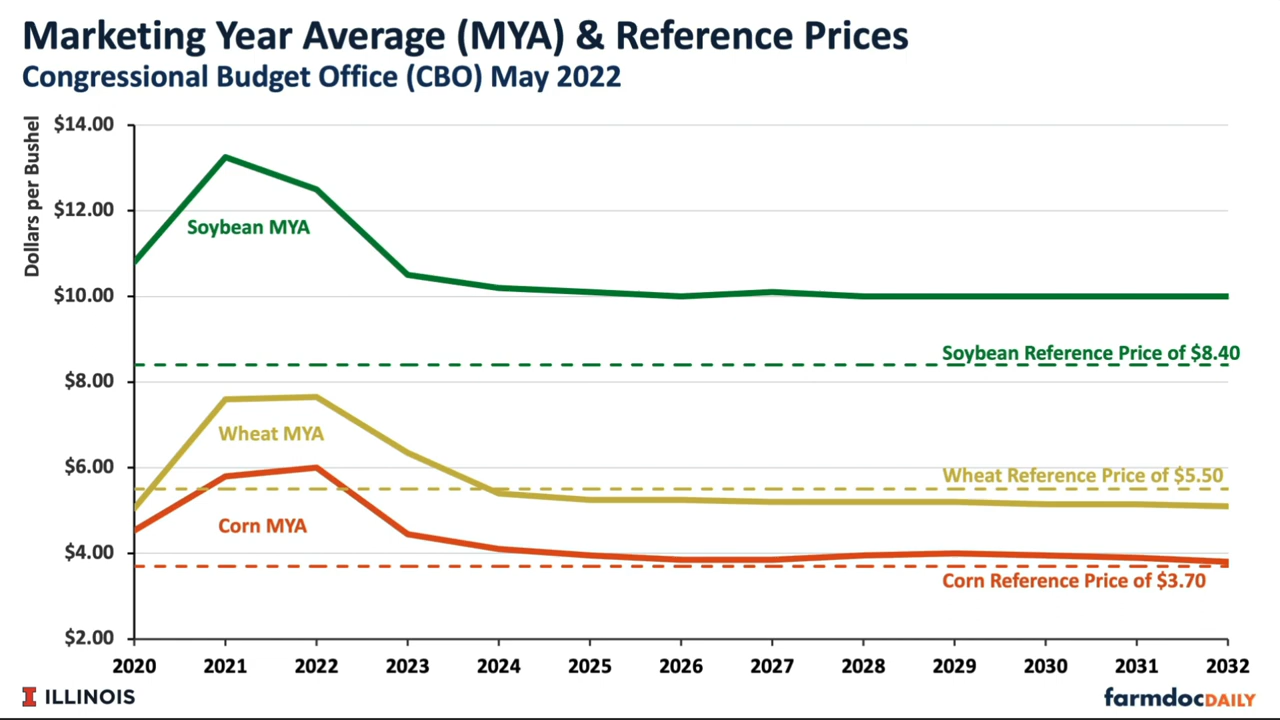 Marketing Year Average (MYA) & Reference Prices
Congressional Budget Office (CBO) May 2022
Dollars per Bushel
$14.00
$12.00
$10.00
$8.00
$6.00
$4.00
$2.00
Soybean MYA
Soybean Reference Price of $8.40
Wheat MYA
Wheat Reference Price of $5.50
Corn MYA
Corn Reference Price of $3.70
2020 2021 2022 2023 2024 2025 2026 2027 2028 2029 2030 2031 2032
I ILLINOIS
farmdocDAILY